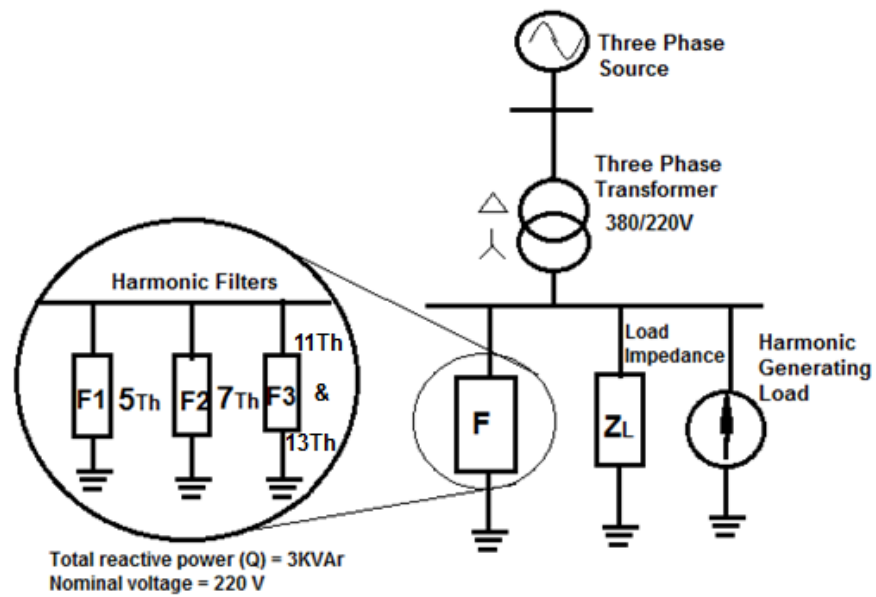 Three Phase
Source
Three Phase
Transformer
380/220V
Harmonic Filters
F1
5Th
F2
7Th
F3
11Th
&
13Th
F
Load
Impedance
ZL
Harmonic
Generating
Load
Total reactive power (Q) = 3KVAr
Nominal voltage = 220 V